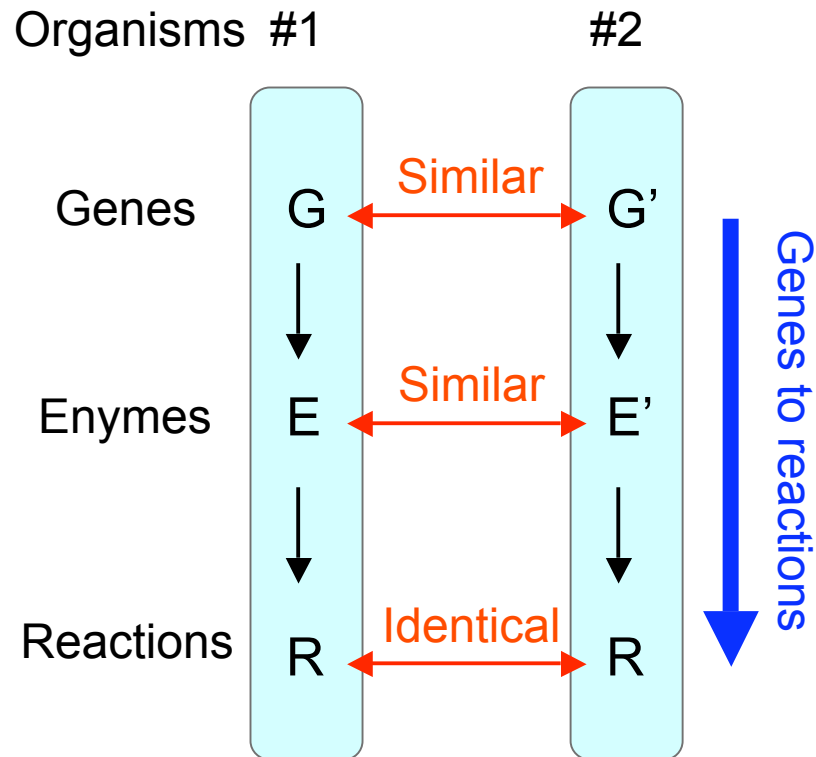 Organisms #1 #2
Genes G Similar G’
Enymes E Similar E’
Reactions R Identical R
Genes to reactions